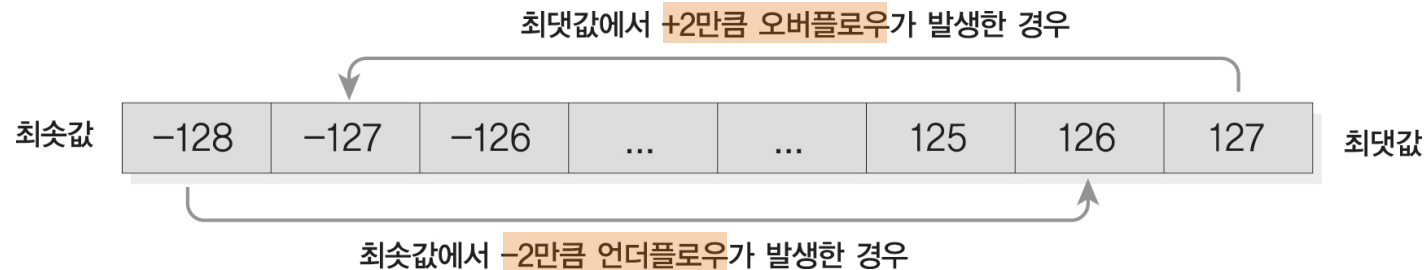 최댓값에서 +2만큼 오버플로우가 발생한 경우
최솟값 –128 –127 –126 ... ... 125 126 127 최댓값
최솟값에서 –2만큼 언더플로우가 발생한 경우